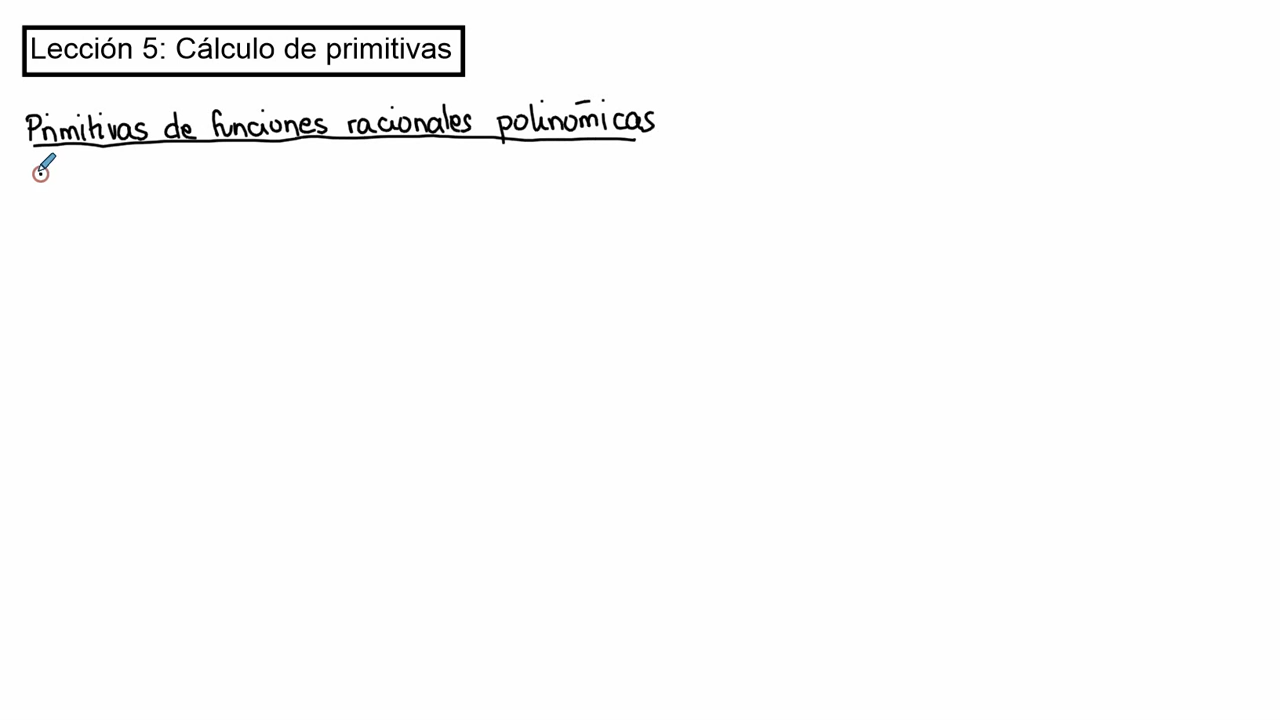 Lección 5: Cálculo de primitivas
Primitivas de funciones racionales polinómicas